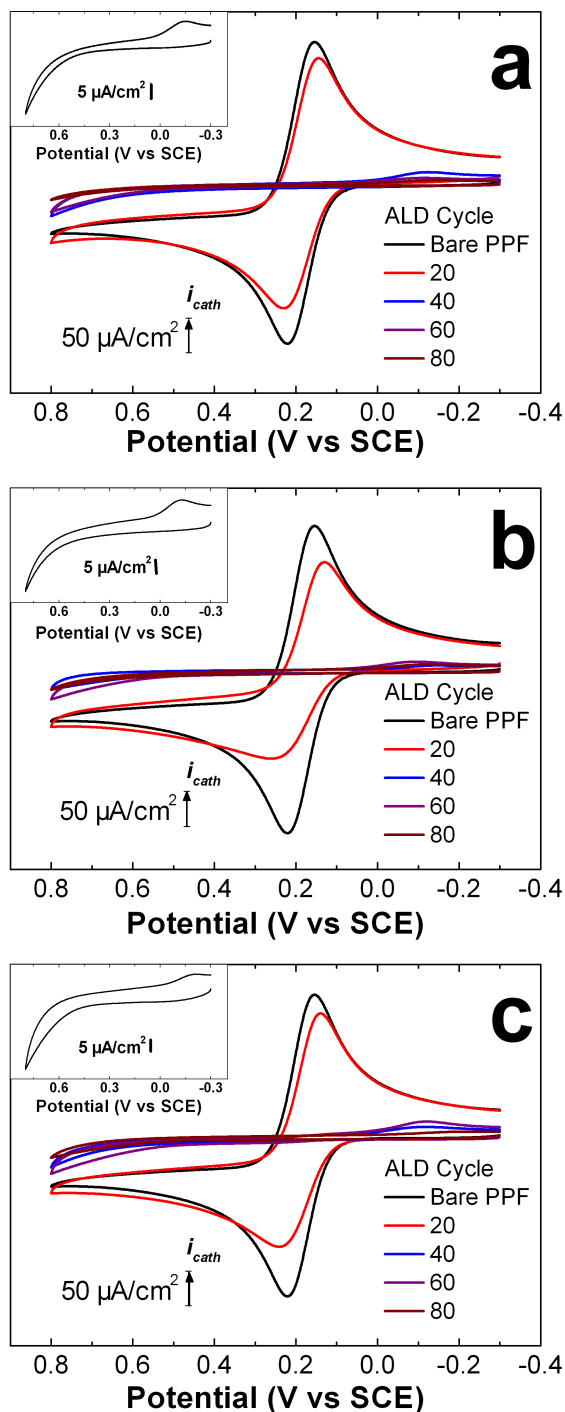 a
5 µA/cm2
0.6 0.3 0.0 -0.3
Potential (V vs SCE)
ALD Cycle
Bare PPF
20
40
60
80
icath
50 µA/cm2
0.8 0.6 0.4 0.2 0.0 -0.2 -0.4
Potential (V vs SCE)
b
5 µA/cm2
0.6 0.3 0.0 -0.3
Potential (V vs SCE)
ALD Cycle
Bare PPF
20
40
60
80
icath
50 µA/cm2
0.8 0.6 0.4 0.2 0.0 -0.2 -0.4
Potential (V vs SCE)
c
5 µA/cm2
0.6 0.3 0.0 -0.3
Potential (V vs SCE)
ALD Cycle
Bare PPF
20
40
60
80
icath
50 µA/cm2
0.8 0.6 0.4 0.2 0.0 -0.2 -0.4
Potential (V vs SCE)